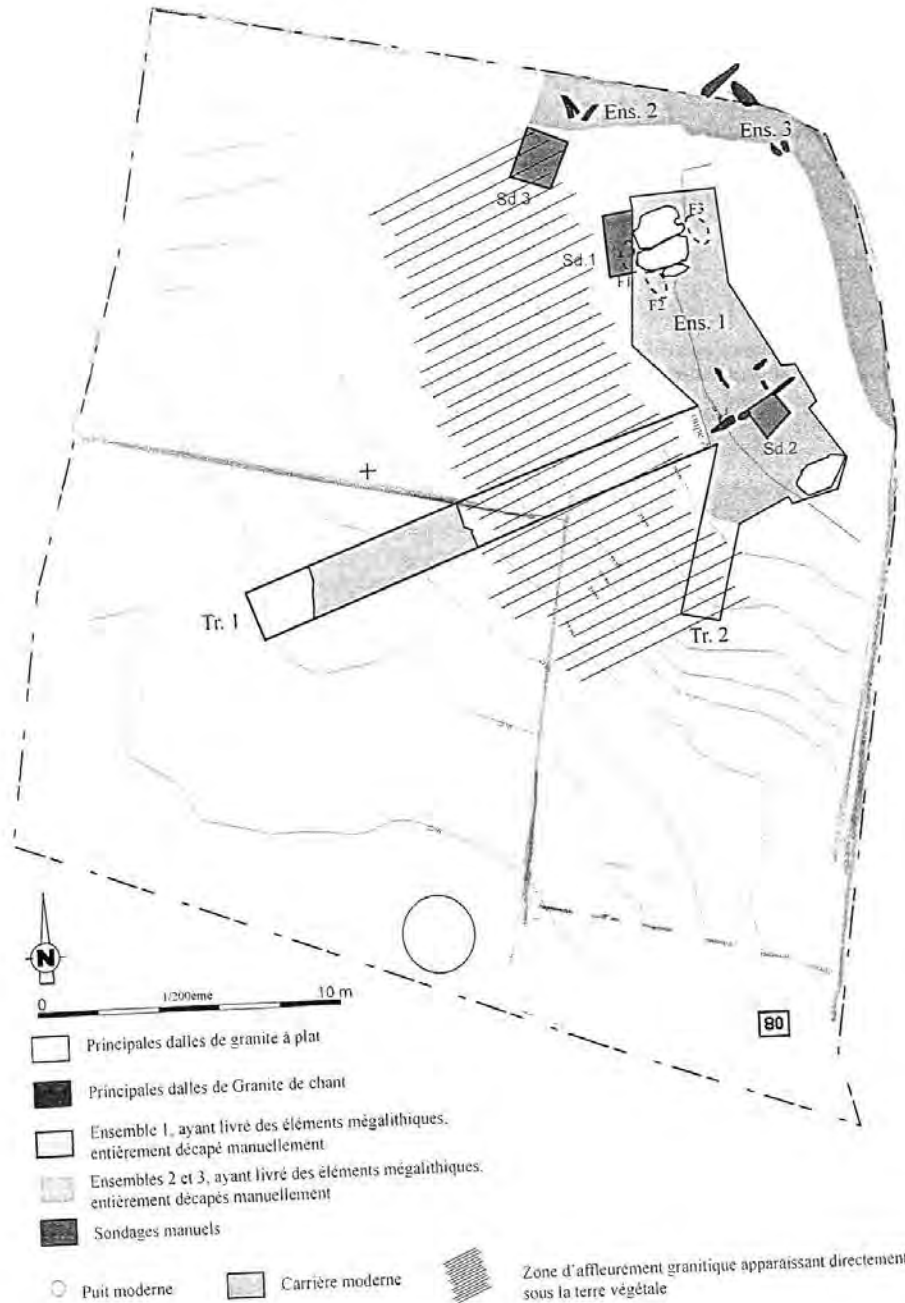 Ens. 2
Ens. 3
Sd.3
F3
Sd.1
F1
F2
Ens. 1
Sd.2
Tr. 1
Tr. 2
N
0
1/200eme
10 m
80
Principales dalles de granite à plat
Principales dalles de Granite de chant
Ensemble 1, ayant livré des éléments mégalithiques,
entièrement décapé manuellement
Ensembles 2 et 3, ayant livré des éléments mégalithiques,
entièrement décapés manuellement
Sondages manuels
Puit moderne
Carrière moderne
Zone d'affleurement granitique apparaissant directement
sous la terre végétale